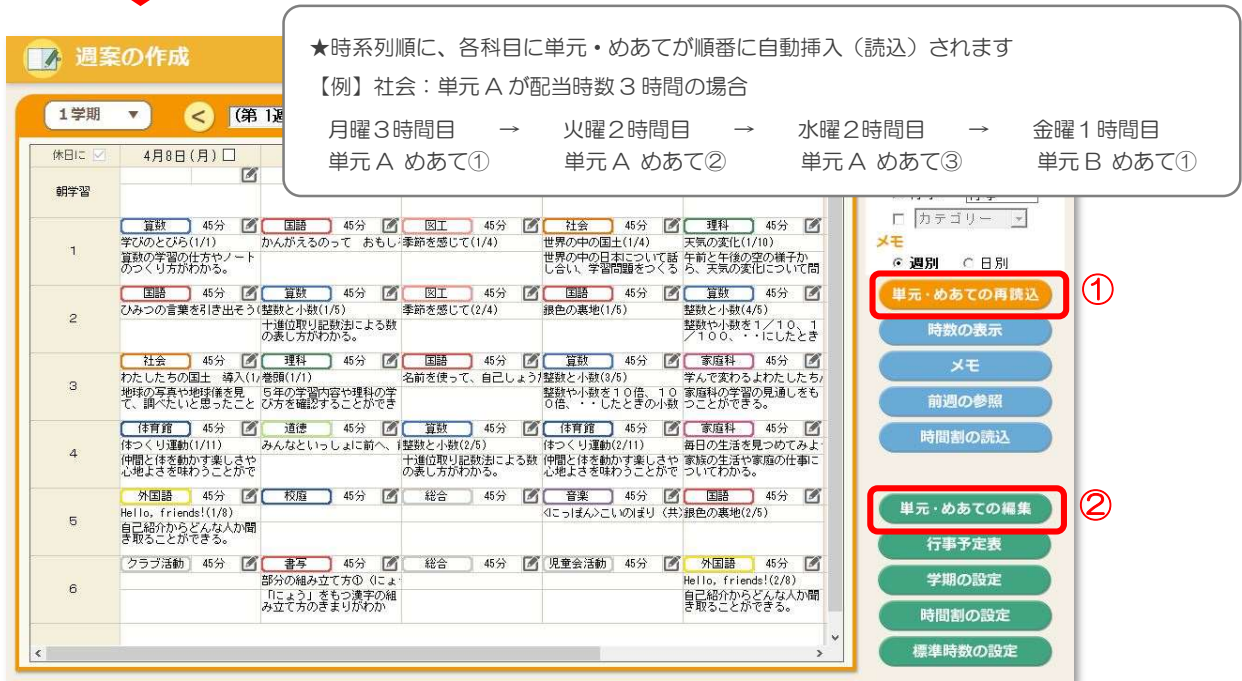 ★時系列順に、各科目に単元・めあてが順番に自動挿入（読込）されます
【例】社会：単元 A が配当時数 3 時間の場合
月曜３時間目 → 火曜２時間目 → 水曜２時間目 → 金曜１時間目
単元 A めあて① 単元 A めあて② 単元 A めあて③ 単元 B めあて①
週案の作成
1学期 ▼ < (第 1週
休日に 4月8日(月)
朝学習
行事
カテゴリー
メモ
週別 日別
1
算数 45分 国語 45分 図工 45分 社会 45分 理科 45分
学びのとびら(1/1) かんがえるのって おもし 季節を感じて(1/4) 世界の中の国土(1/4) 天気の変化(1/10)
算数の学習の仕方やノート 世界の中の日本について話 午前と午後の空の様子か
のつくり方がわかる。 し合い、学習問題をつくる ら、天気の変化について問
2
国語 45分 算数 45分 図工 45分 国語 45分 算数 45分
ひみつの言葉を引き出そう( 整数と小数(1/5) 季節を感じて(2/4) 銀色の裏地(1/5) 整数と小数(4/5)
十進位取り記数法による数 整数や小数を1／10、1
の表し方がわかる。 ／100、・・にしたとき
3
社会 45分 理科 45分 国語 45分 算数 45分 家庭科 45分
わたしたちの国土 導入(1/ 巻頭(1/1) 名前を使って、自己しょう 整数と小数(3/5) 学んで変わるよわたしたち
地球の写真や地球儀を見 5年の学習内容や理科の学 整数や小数を10倍、10 家庭科の学習の見通しをも
て、調べたいと思ったこと び方を確認することができ 0倍、・・したときの小数 つことができる。
4
体育館 45分 道徳 45分 算数 45分 体育館 45分 家庭科 45分
体つくり運動(1/11) みんなといっしょに前へ、 整数と小数(2/5) 体つくり運動(2/11) 毎日の生活を見つめてみよ
仲間と体を動かす楽しさや 十進位取り記数法による数 仲間と体を動かす楽しさや 家族の生活や家庭の仕事に
心地よさを味わうことがで の表し方がわかる。 心地よさを味わうことがで ついてわかる。
5
外国語 45分 校庭 45分 総合 45分 音楽 45分 国語 45分
Hello, friends!(1/8) <にっぽん>こいのぼり (共) 銀色の裏地(2/5)
自己紹介からどんな人か聞
き取ることができる。
6
クラブ活動 45分 書写 45分 総合 45分 児童会活動 45分 外国語 45分
部分の組み立て方① (にょ Hello, friends!(2/8)
「にょう」をもつ漢字の組 自己紹介からどんな人か聞
み立て方のきまりがわか き取ることができる。
単元・めあての再読込 ①
時数の表示
メモ
前週の参照
時間割の読込
単元・めあての編集 ②
行事予定表
学期の設定
時間割の設定
標準時数の設定